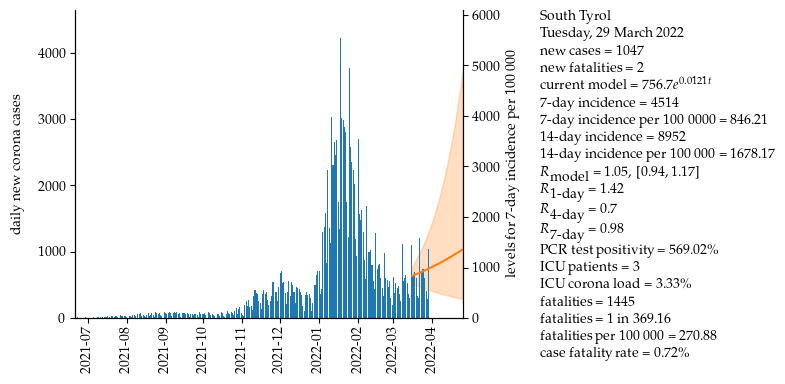 daily new corona cases
4000
3000
2000
1000
0
2021-07
2021-08
2021-09
2021-10
2021-11
2021-12
2022-01
2022-02
2022-03
2022-04
6000
5000
4000
3000
2000
1000
0
levels for 7-day incidence per 100 000
South Tyrol
Tuesday, 29 March 2022
new cases = 1047
new fatalities = 2
current model = 756.7e^0.0121t
7-day incidence = 4514
7-day incidence per 100 0000 = 846.21
14-day incidence = 8952
14-day incidence per 100 000 = 1678.17
R_model = 1.05, [0.94, 1.17]
R_1-day = 1.42
R_4-day = 0.7
R_7-day = 0.98
PCR test positivity = 569.02%
ICU patients = 3
ICU corona load = 3.33%
fatalities = 1445
fatalities = 1 in 369.16
fatalities per 100 000 = 270.88
case fatality rate = 0.72%